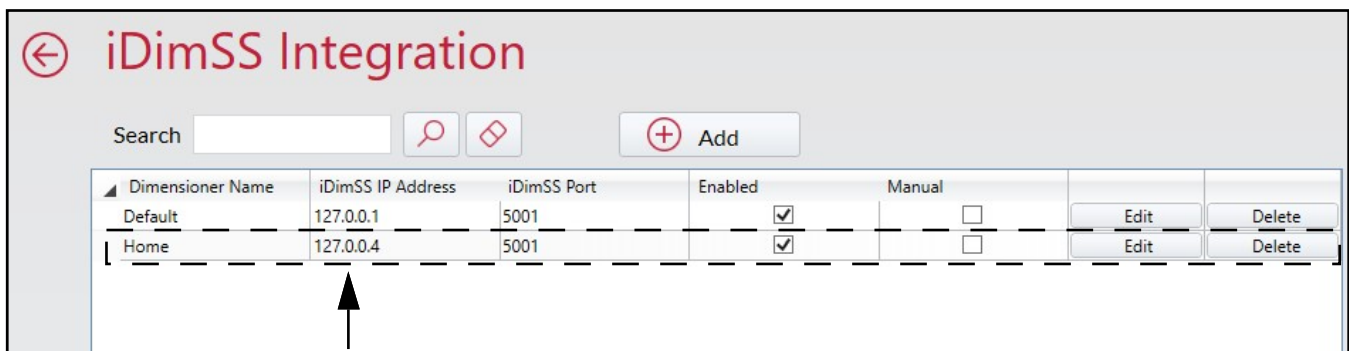 iDimSS Integration
Search Add
Dimensioner Name iDimSS IP Address iDimSS Port Enabled Manual
Default 127.0.0.1 5001 Edit Delete
Home 127.0.0.4 5001 Edit Delete